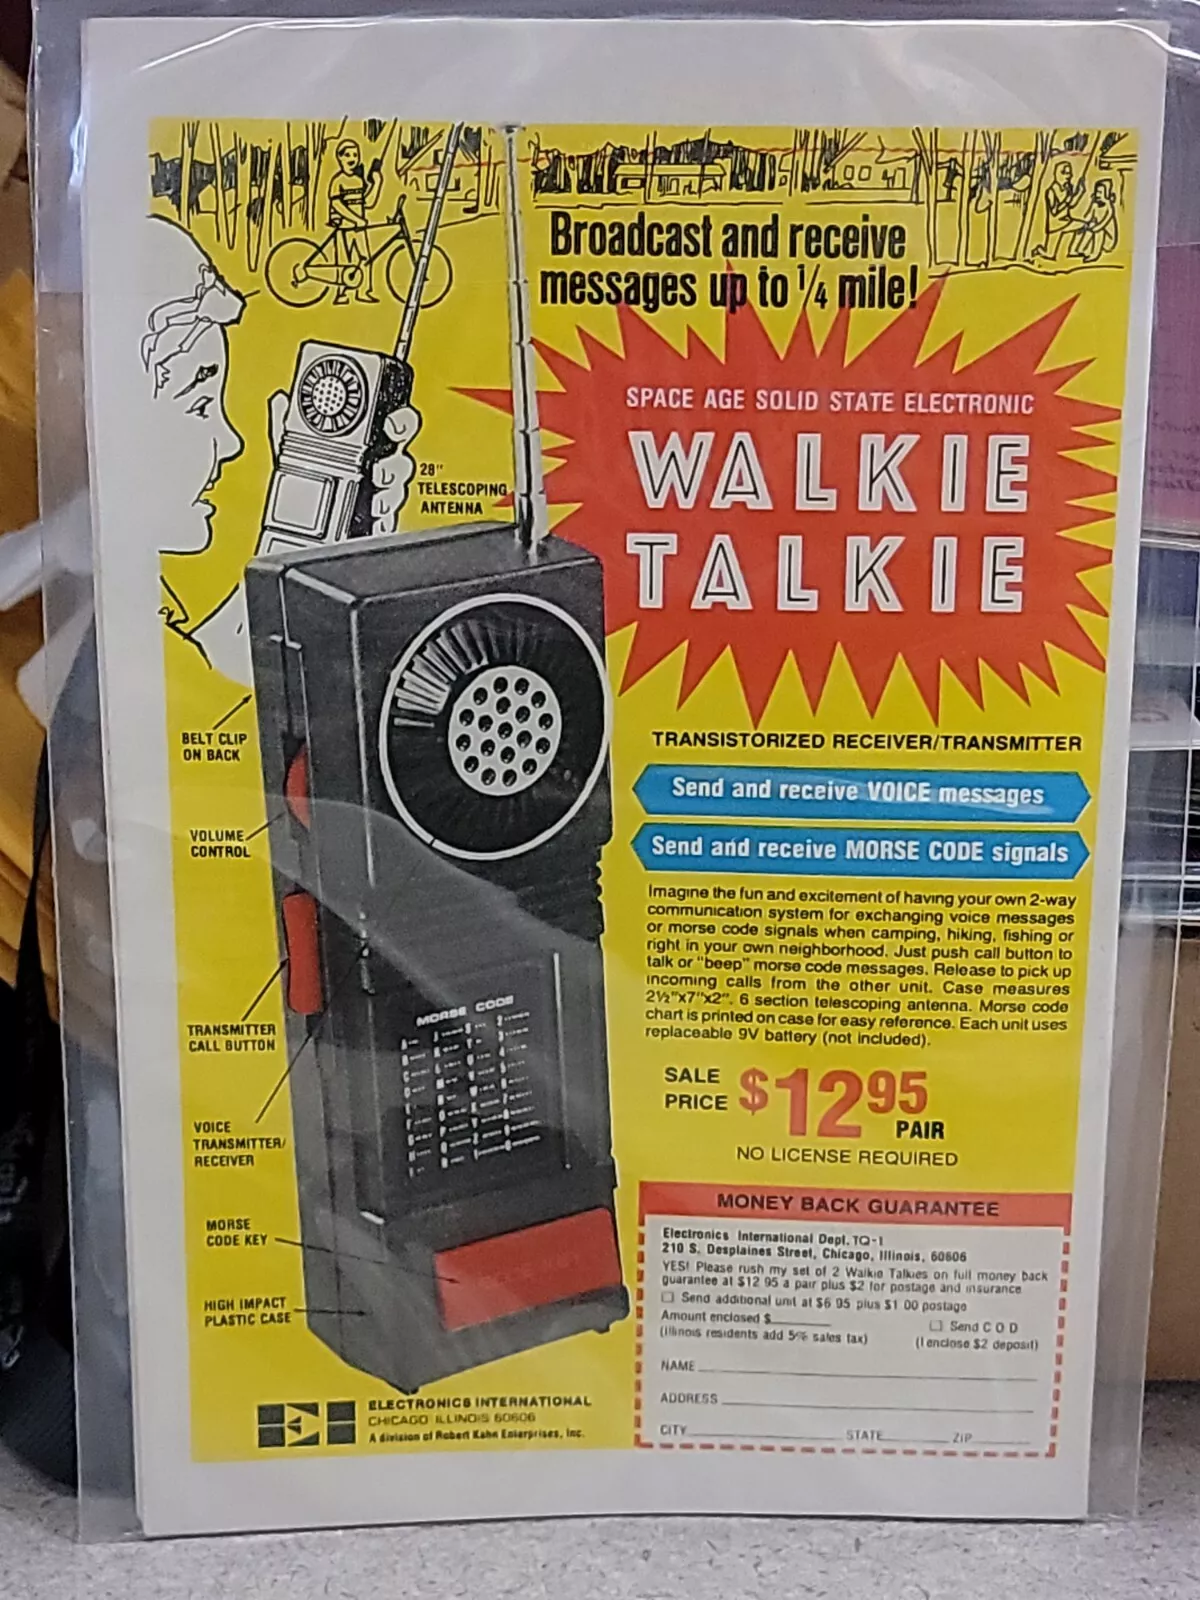 Broadcast and receive
messages up to 1/4 mile!
SPACE AGE SOLID STATE ELECTRONIC
WALKIE
TALKIE
28"
TELESCOPING
ANTENNA
BELT CLIP
ON BACK
VOLUME
CONTROL
TRANSMITTER
CALL BUTTON
VOICE
TRANSMITTER/
RECEIVER
MORSE
CODE KEY
HIGH IMPACT
PLASTIC CASE
MORSE CODE
TRANSISTORIZED RECEIVER/TRANSMITTER
Send and receive VOICE messages
Send and receive MORSE CODE signals
Imagine the fun and excitement of having your own 2-way
communication system for exchanging voice messages
or morse code signals when camping, hiking, fishing or
right in your own neighborhood. Just push call button to
talk or "beep" morse code messages. Release to pick up
incoming calls from the other unit. Case measures
2½"x7"x2". 6 section telescoping antenna. Morse code
chart is printed on case for easy reference. Each unit uses
replaceable 9V battery (not included).
SALE
PRICE $12 95
PAIR
NO LICENSE REQUIRED
MONEY BACK GUARANTEE
Electronics International Dept. TQ-1
210 S. Desplaines Street, Chicago, Illinois, 60606
YES! Please rush my set of 2 Walkie Talkies on full money back
guarantee at $12 95 a pair plus $2 for postage and insurance
Send additional unit at $6 95 plus $1 00 postage
Amount enclosed $
Send C O D
(Illinois residents add 5% sales tax) (I enclose $2 deposit)
NAME
ADDRESS
CITY STATE ZIP
EI
ELECTRONICS INTERNATIONAL
CHICAGO ILLINOIS 60606
A division of Robert Kahn Enterprises, Inc.